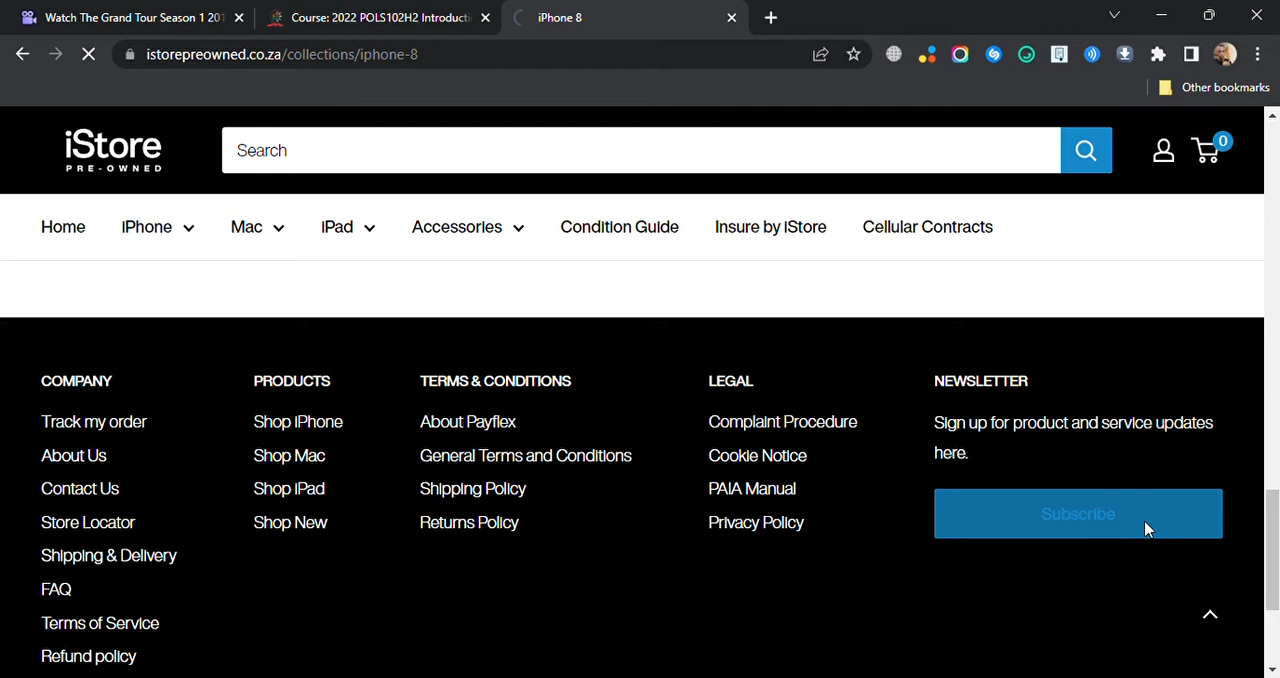 Watch The Grand Tour Season 1 201
Course: 2022 POLS102H2 Introducti
iPhone 8
istorepreowned.co.za/collections/iphone-8
Other bookmarks
iStore
PRE-OWNED
Search
0
Home
iPhone
Mac
iPad
Accessories
Condition Guide
Insure by iStore
Cellular Contracts
COMPANY
Track my order
About Us
Contact Us
Store Locator
Shipping & Delivery
FAQ
Terms of Service
Refund policy
PRODUCTS
Shop iPhone
Shop Mac
Shop iPad
Shop New
TERMS & CONDITIONS
About Payflex
General Terms and Conditions
Shipping Policy
Returns Policy
LEGAL
Complaint Procedure
Cookie Notice
PAIA Manual
Privacy Policy
NEWSLETTER
Sign up for product and service updates
here.
Subscribe